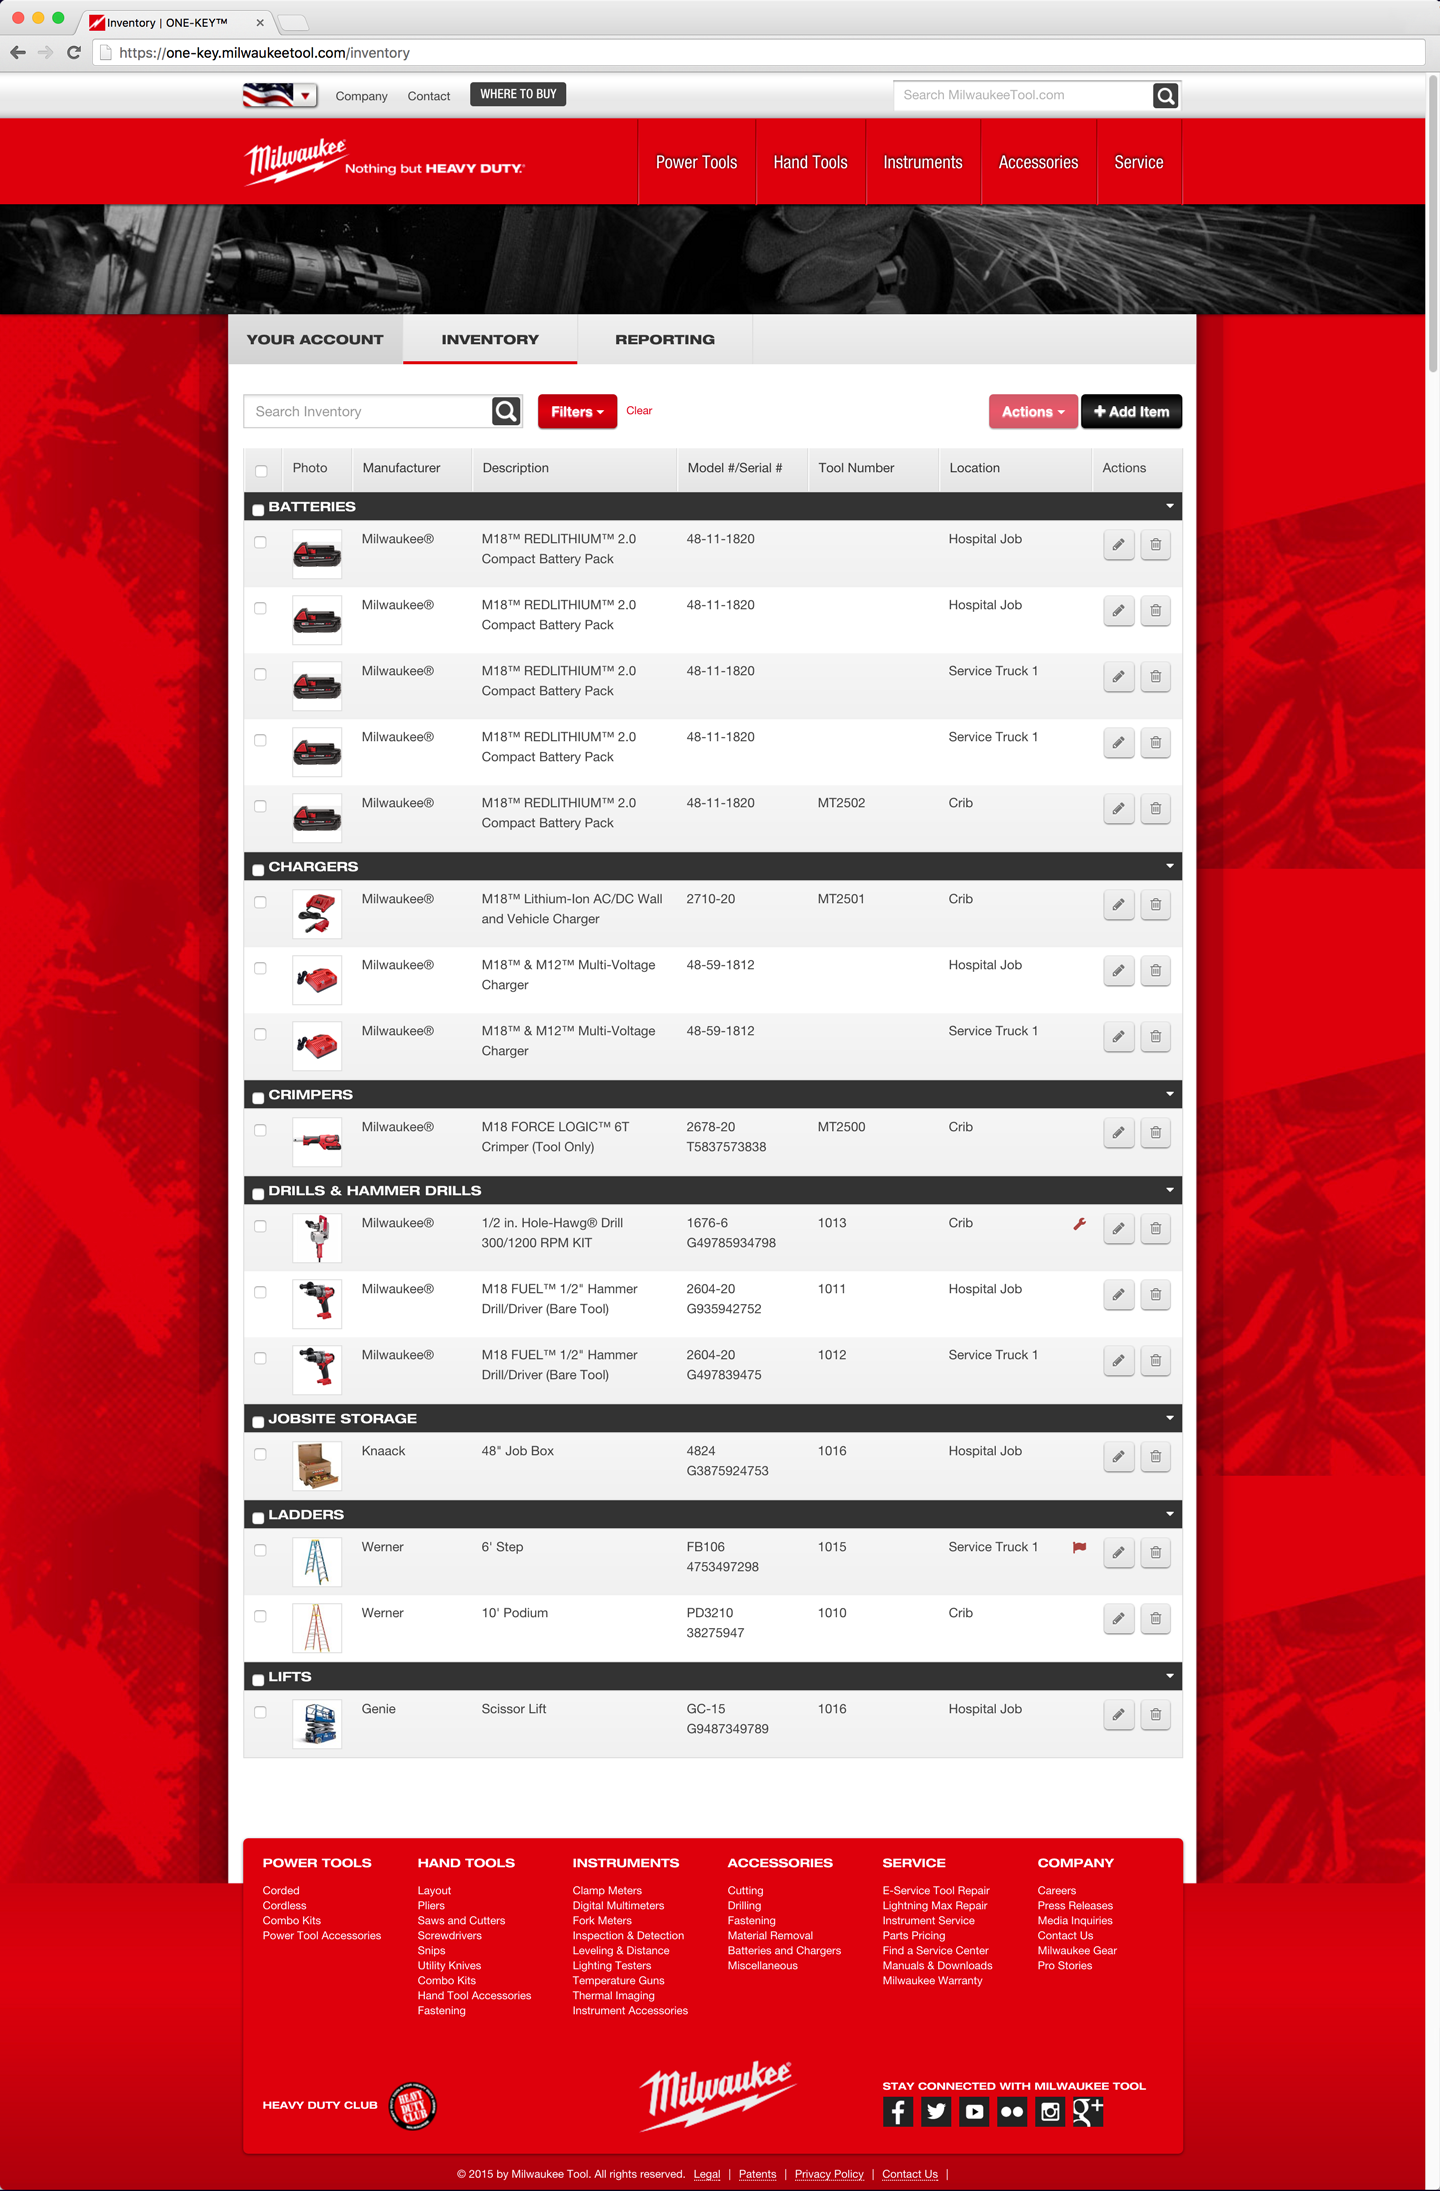 Inventory | ONE-KEY™
https://one-key.milwaukeetool.com/inventory
Company Contact WHERE TO BUY Search MilwaukeeTool.com
Milwaukee Nothing but HEAVY DUTY.
Power Tools Hand Tools Instruments Accessories Service
YOUR ACCOUNT INVENTORY REPORTING
Search Inventory Filters Clear Actions + Add Item
Photo Manufacturer Description Model #/Serial # Tool Number Location Actions
BATTERIES
Milwaukee® M18™ REDLITHIUM™ 2.0 48-11-1820 Hospital Job
Compact Battery Pack
Milwaukee® M18™ REDLITHIUM™ 2.0 48-11-1820 Hospital Job
Compact Battery Pack
Milwaukee® M18™ REDLITHIUM™ 2.0 48-11-1820 Service Truck 1
Compact Battery Pack
Milwaukee® M18™ REDLITHIUM™ 2.0 48-11-1820 Service Truck 1
Compact Battery Pack
Milwaukee® M18™ REDLITHIUM™ 2.0 48-11-1820 MT2502 Crib
Compact Battery Pack
CHARGERS
Milwaukee® M18™ Lithium-Ion AC/DC Wall 2710-20 MT2501 Crib
and Vehicle Charger
Milwaukee® M18™ & M12™ Multi-Voltage 48-59-1812 Hospital Job
Charger
Milwaukee® M18™ & M12™ Multi-Voltage 48-59-1812 Service Truck 1
Charger
CRIMPERS
Milwaukee® M18 FORCE LOGIC™ 6T 2678-20 MT2500 Crib
Crimper (Tool Only) T5837573838
DRILLS & HAMMER DRILLS
Milwaukee® 1/2 in. Hole-Hawg® Drill 1676-6 1013 Crib
300/1200 RPM KIT G49785934798
Milwaukee® M18 FUEL™ 1/2" Hammer 2604-20 1011 Hospital Job
Drill/Driver (Bare Tool) G935942752
Milwaukee® M18 FUEL™ 1/2" Hammer 2604-20 1012 Service Truck 1
Drill/Driver (Bare Tool) G497839475
JOBSITE STORAGE
Knaack 48" Job Box 4824 1016 Hospital Job
G3875924753
LADDERS
Werner 6' Step FB106 1015 Service Truck 1
4753497298
Werner 10' Podium PD3210 1010 Crib
38275947
LIFTS
Genie Scissor Lift GC-15 1016 Hospital Job
G9487349789
POWER TOOLS
Corded
Cordless
Combo Kits
Power Tool Accessories
HAND TOOLS
Layout
Pliers
Saws and Cutters
Screwdrivers
Snips
Utility Knives
Combo Kits
Hand Tool Accessories
Fastening
INSTRUMENTS
Clamp Meters
Digital Multimeters
Fork Meters
Inspection & Detection
Leveling & Distance
Lighting Testers
Temperature Guns
Thermal Imaging
Instrument Accessories
ACCESSORIES
Cutting
Drilling
Fastening
Material Removal
Batteries and Chargers
Miscellaneous
SERVICE
E-Service Tool Repair
Lightning Max Repair
Instrument Service
Parts Pricing
Find a Service Center
Manuals & Downloads
Milwaukee Warranty
COMPANY
Careers
Press Releases
Media Inquiries
Contact Us
Milwaukee Gear
Pro Stories
HEAVY DUTY CLUB
HEAVY
DUTY
CLUB
Milwaukee
STAY CONNECTED WITH MILWAUKEE TOOL
© 2015 by Milwaukee Tool. All rights reserved. Legal | Patents | Privacy Policy | Contact Us |